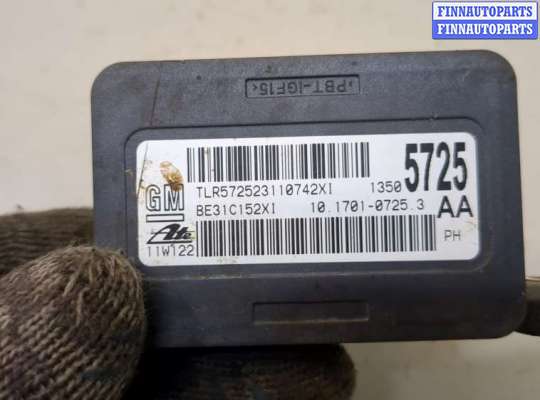 FINNAUTOPARTS
FINNAUTOPARTS
>PBT-IGF15<
GM
TLR572523110742XI 1350 5725
BE31C152XI 10.1701-0725.3 AA
Ate
11W122
PH